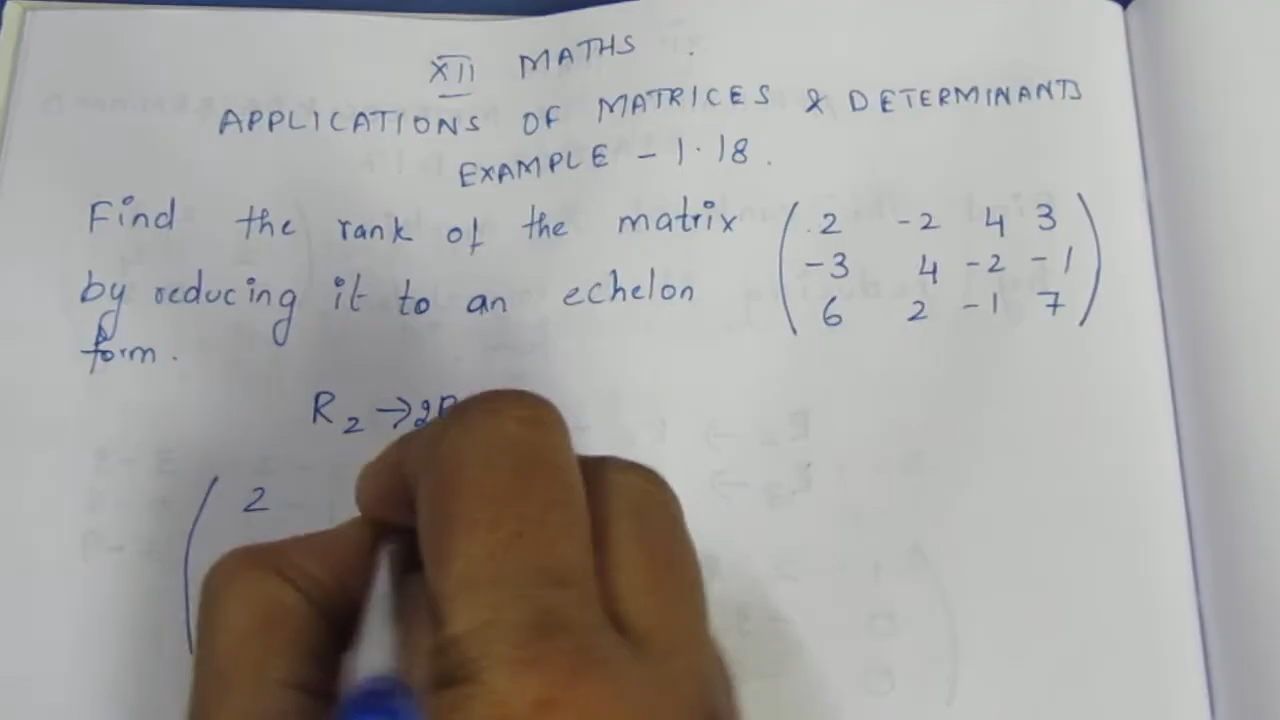 XII MATHS.
APPLICATIONS OF MATRICES & DETERMINANTS
EXAMPLE - 1.18.
Find the rank of the matrix ( 2 -2 4 3 )
-3 4 -2 -1
by reducing it to an echelon 6 2 -1 7
form.
R2 → 2R
( 2